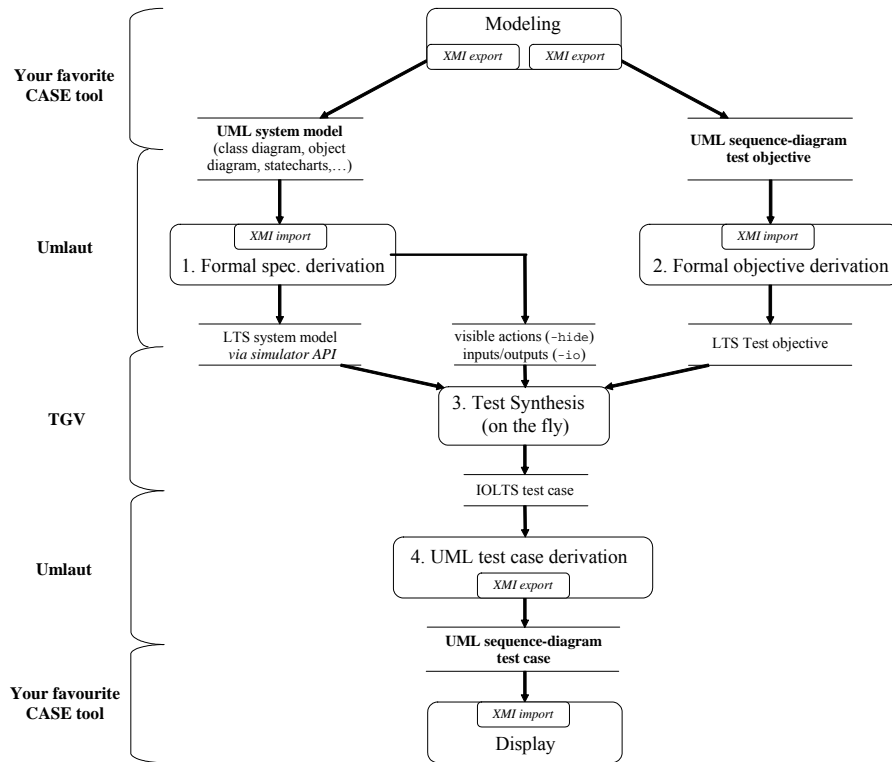 Modeling
XMI export
XMI export
Your favorite
CASE tool
UML system model
(class diagram, object
diagram, statecharts,…)
UML sequence-diagram
test objective
Umlaut
XMI import
1. Formal spec. derivation
XMI import
2. Formal objective derivation
LTS system model
via simulator API
visible actions (-hide)
inputs/outputs (-io)
LTS Test objective
TGV
3. Test Synthesis
(on the fly)
IOLTS test case
Umlaut
4. UML test case derivation
XMI export
UML sequence-diagram
test case
Your favourite
CASE tool
XMI import
Display